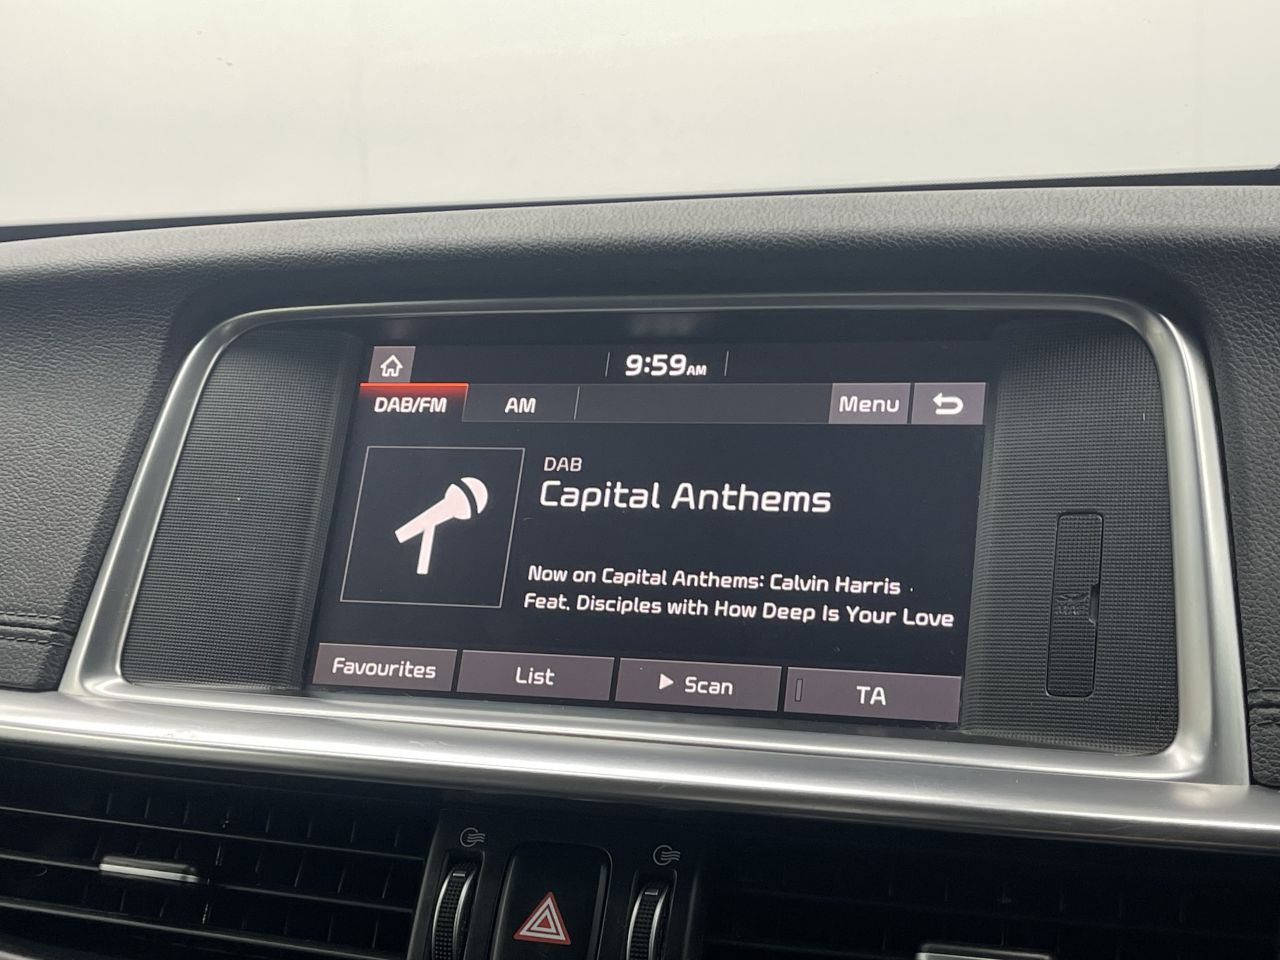 9:59AM
DAB/FM
AM
Menu
DAB
Capital Anthems
Now on Capital Anthems: Calvin Harris
Feat. Disciples with How Deep Is Your Love
Favourites
List
Scan
TA